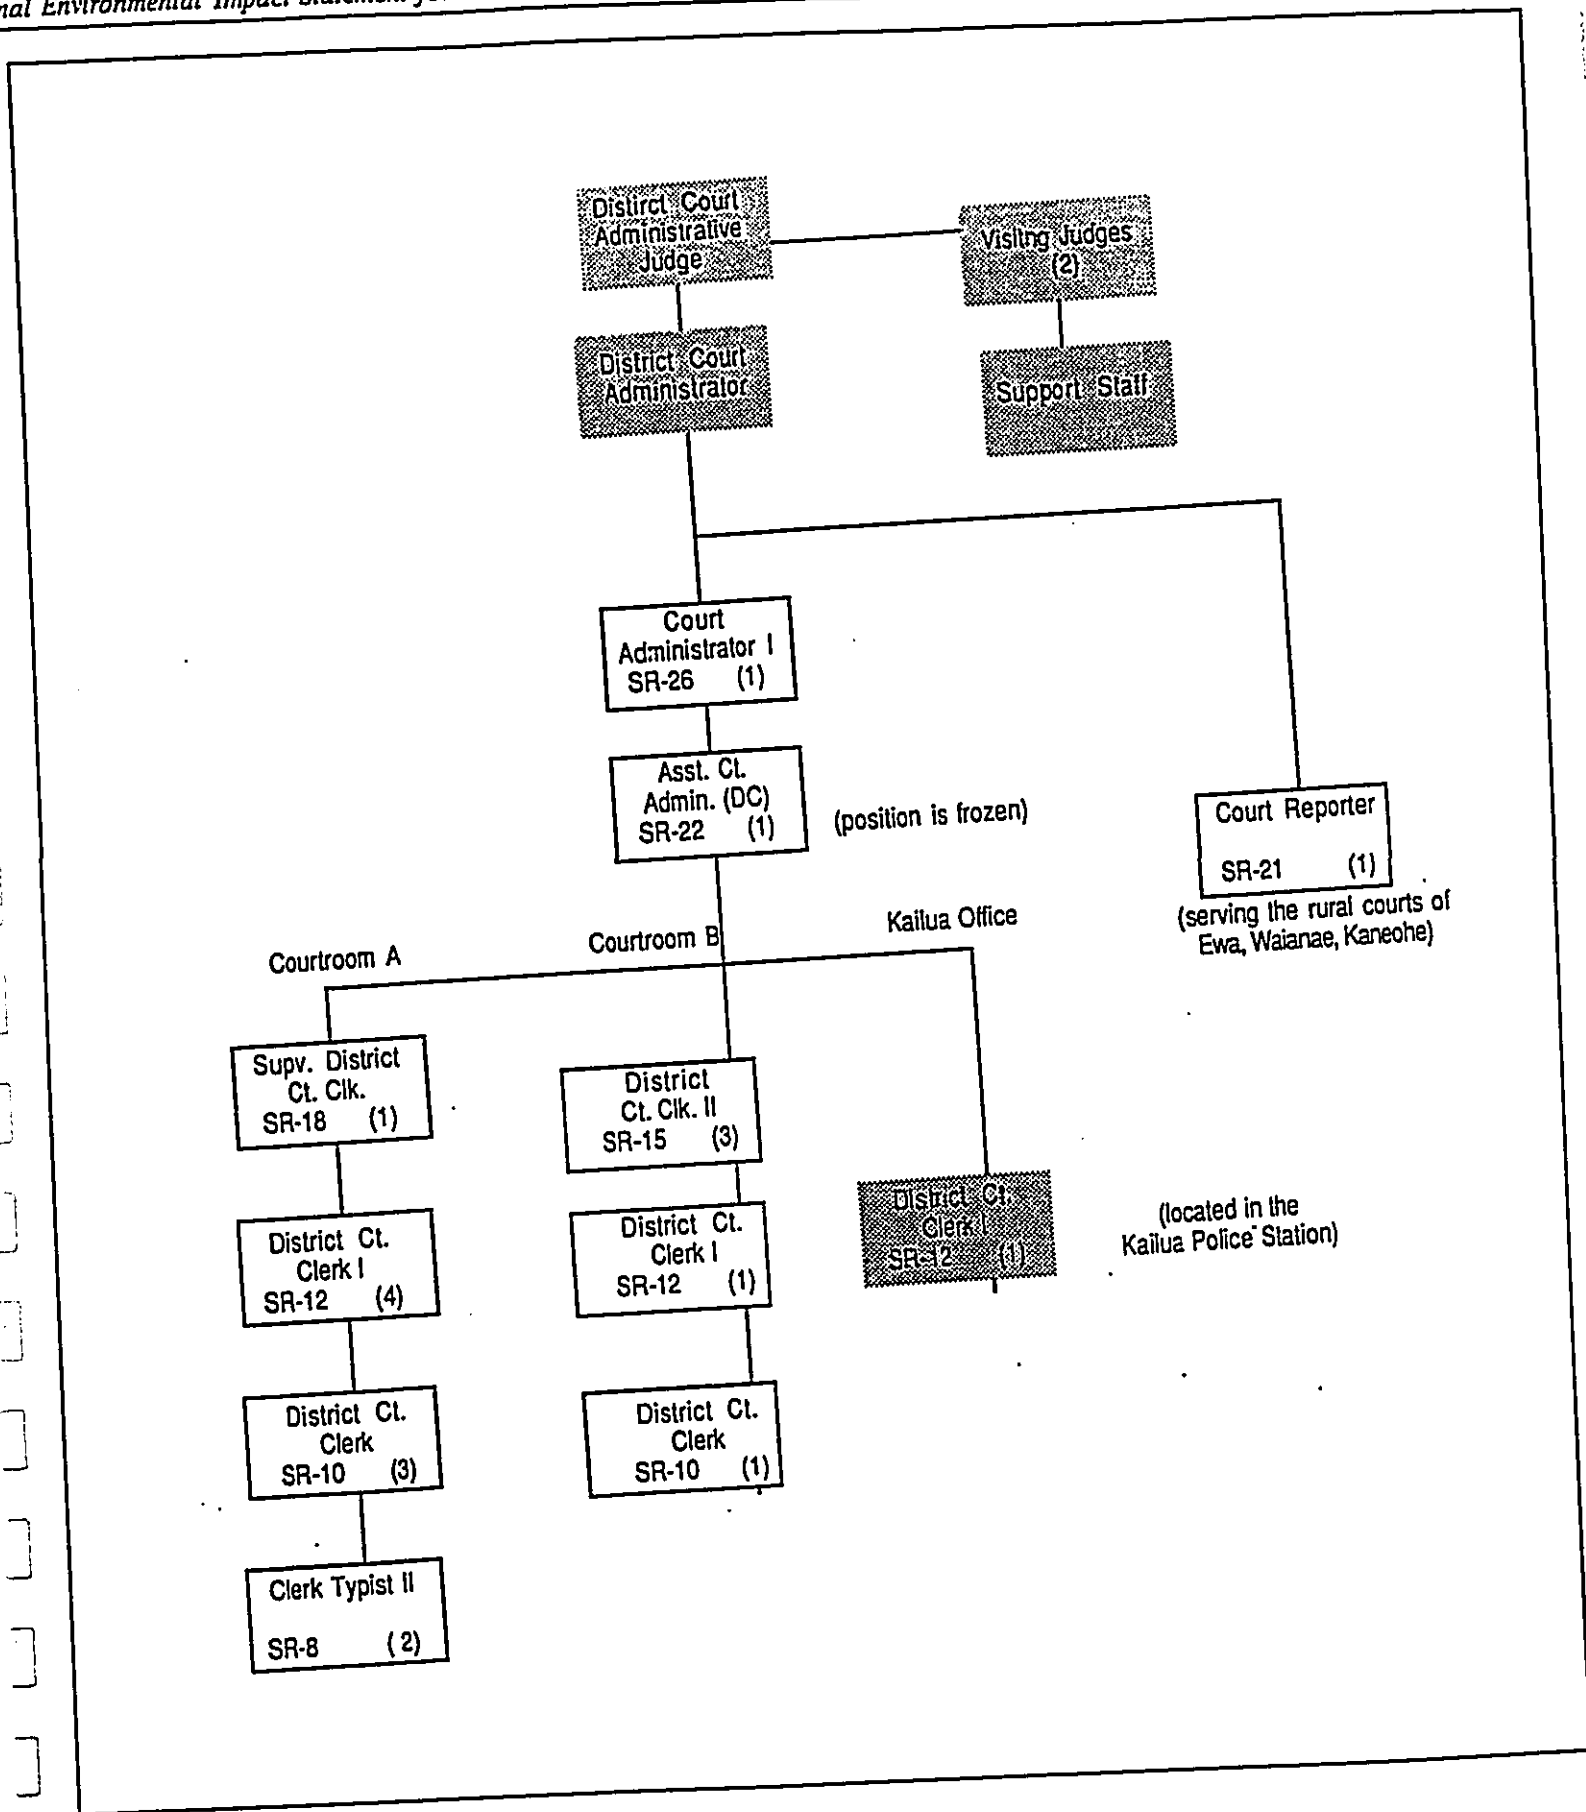 nal Environmental Impact Statement
Distirct Court
Administrative
Judge
Visitng Judges
(2)
District Court
Administrator
Support Staff
Court
Administrator I
SR-26 (1)
Asst. Ct.
Admin. (DC)
SR-22 (1)
(position is frozen)
Court Reporter
SR-21 (1)
(serving the rural courts of
Ewa, Waianae, Kaneohe)
Courtroom A
Courtroom B
Kailua Office
Supv. District
Ct. Clk.
SR-18 (1)
District
Ct. Clk. II
SR-15 (3)
District Ct.
Clerk I
SR-12 (1)
(located in the
Kailua Police Station)
District Ct.
Clerk I
SR-12 (4)
District Ct.
Clerk I
SR-12 (1)
District Ct.
Clerk
SR-10 (3)
District Ct.
Clerk
SR-10 (1)
Clerk Typist II
SR-8 ( 2)